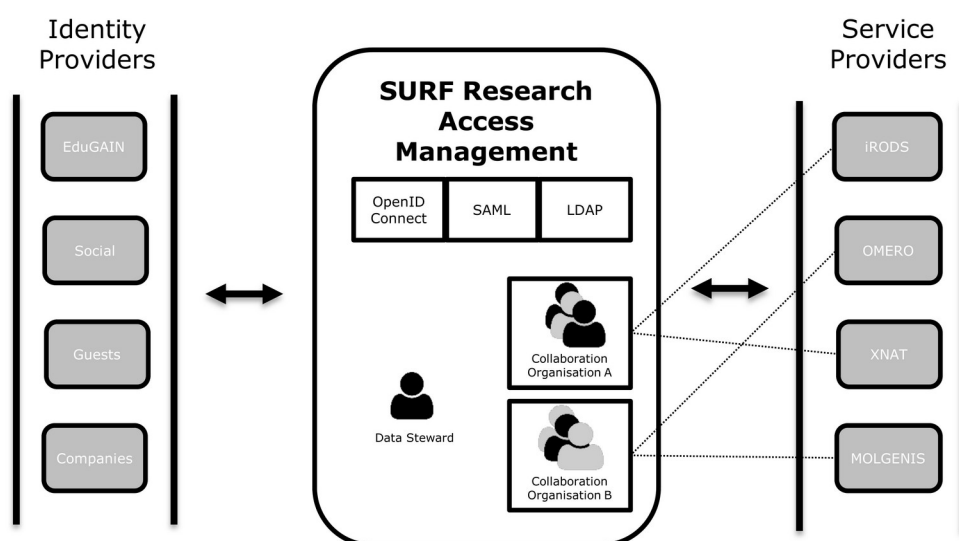 Identity
Providers
EduGAIN
Social
Guests
Companies
SURF Research
Access
Management
OpenID
Connect
SAML
LDAP
Collaboration
Organisation A
Data Steward
Collaboration
Organisation B
Service
Providers
iRODS
OMERO
XNAT
MOLGENIS